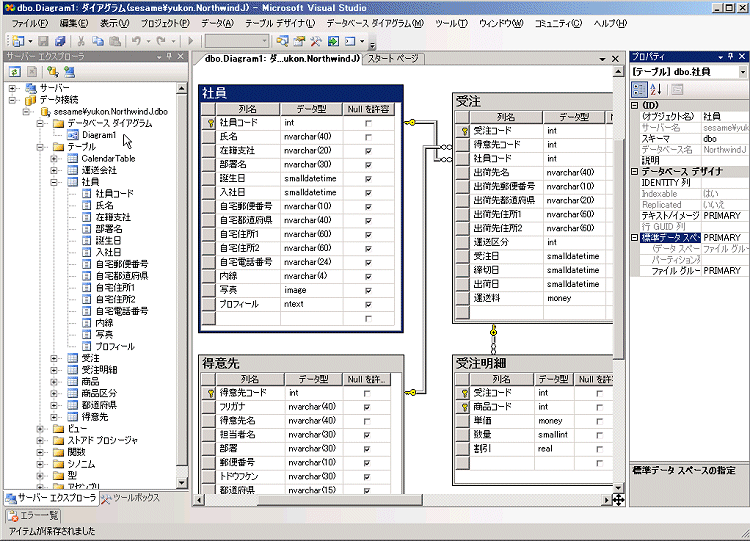 dbo.Diagram1: ダイアグラム(sesame¥yukon.NorthwindJ) - Microsoft Visual Studio
ファイル(F) 編集(E) 表示(V) プロジェクト(P) データ(A) テーブル デザイナ(L) データベース ダイアグラム(M) ツール(T) ウィンドウ(W) コミュニティ(C) ヘルプ(H)
サーバー エクスプローラ
サーバー
データ接続
sesame¥yukon.NorthwindJ.dbo
データベース ダイアグラム
Diagram1
テーブル
CalendarTable
運送会社
社員
社員コード
氏名
在籍支社
部署名
誕生日
入社日
自宅郵便番号
自宅都道府県
自宅住所1
自宅住所2
自宅電話番号
内線
写真
プロフィール
受注
受注明細
商品
商品区分
都道府県
得意先
ビュー
ストアド プロシージャ
関数
シノニム
型
アセンブリ
サーバー エクスプローラ ツールボックス
エラー一覧
アイテムが保存されました
dbo.Diagram1: ダ...ukon.NorthwindJ) スタート ページ
社員
列名 データ型 Null を許容
社員コード int
氏名 nvarchar(40)
在籍支社 nvarchar(20)
部署名 nvarchar(30)
誕生日 smalldatetime
入社日 smalldatetime
自宅郵便番号 nvarchar(10)
自宅都道府県 nvarchar(40)
自宅住所1 nvarchar(60)
自宅住所2 nvarchar(60)
自宅電話番号 nvarchar(24)
内線 nvarchar(4)
写真 image
プロフィール ntext
得意先
列名 データ型 Null を許...
得意先コード int
フリガナ nvarchar(40)
得意先名 nvarchar(40)
担当者名 nvarchar(30)
部署 nvarchar(30)
郵便番号 nvarchar(10)
トドウフケン nvarchar(30)
都道府県 nvarchar(15)
受注
列名 データ型 N
受注コード int
得意先コード int
社員コード int
出荷先名 nvarchar(40)
出荷先郵便番号 nvarchar(10)
出荷先都道府県 nvarchar(20)
出荷先住所1 nvarchar(60)
出荷先住所2 nvarchar(60)
運送区分 int
受注日 smalldatetime
締切日 smalldatetime
出荷日 smalldatetime
運送料 money
受注明細
列名 データ型 Null を許容
受注コード int
商品コード int
単価 money
数量 smallint
割引 real
プロパティ
[テーブル] dbo.社員
(ID)
(オブジェクト名) 社員
サーバー名 sesame¥yuk
スキーマ dbo
データベース名 NorthwindJ
説明
データベース デザイナ
IDENTITY 列
Indexable はい
Replicated いいえ
テキスト/イメージ PRIMARY
行 GUID 列
標準データ スペー PRIMARY
(データ スペー ファイル グルー
パーティション列
ファイル グルー PRIMARY
標準データ スペースの指定